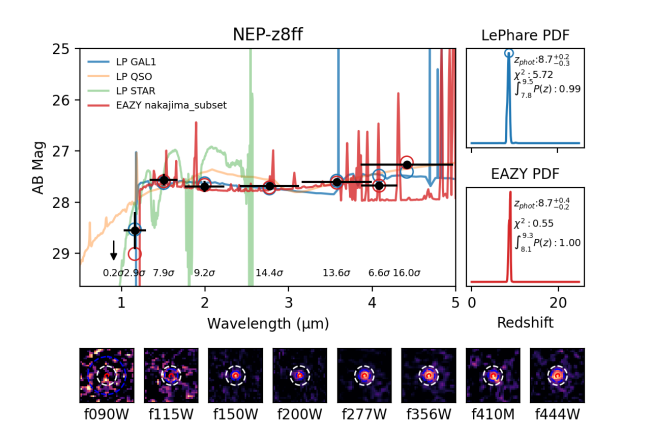 NEP-z8ff
LePhare PDF
25
26
27
28
29
AB Mag
LP GAL1
LP QSO
LP STAR
EAZY nakajima_subset
0.2σ 2.9σ 7.9σ 9.2σ 14.4σ 13.6σ 6.6σ 16.0σ
1 2 3 4 5
Wavelength (μm)
z_phot:8.7^{+0.2}_{-0.3}
χ²:5.72
∫_{7.8}^{9.5}P(z):0.99
EAZY PDF
z_phot:8.7^{+0.4}_{-0.2}
χ²:0.55
∫_{8.1}^{9.3}P(z):1.00
0 20
Redshift
f090W f115W f150W f200W f277W f356W f410M f444W